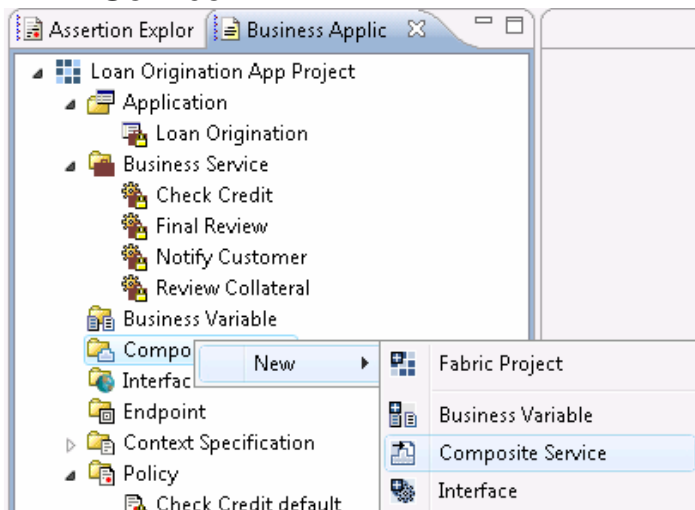 Assertion Explor Business Applic
Loan Origination App Project
Application
Loan Origination
Business Service
Check Credit
Final Review
Notify Customer
Review Collateral
Business Variable
Compo
New
Fabric Project
Interfac
Endpoint
Business Variable
Context Specification
Composite Service
Policy
Interface
Check Credit default